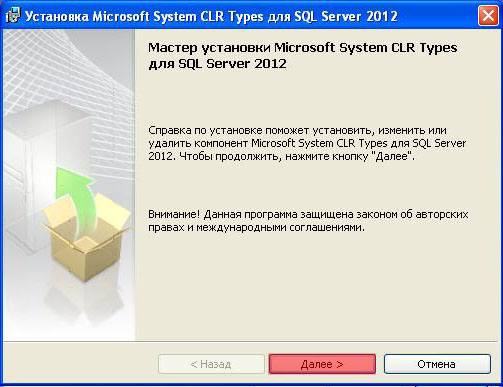 Установка Microsoft System CLR Types для SQL Server 2012
Мастер установки Microsoft System CLR Types
для SQL Server 2012
Справка по установке поможет установить, изменить или
удалить компонент Microsoft System CLR Types для SQL Server
2012. Чтобы продолжить, нажмите кнопку "Далее".
Внимание! Данная программа защищена законом об авторских
правах и международными соглашениями.
< Назад
Далее >
Отмена